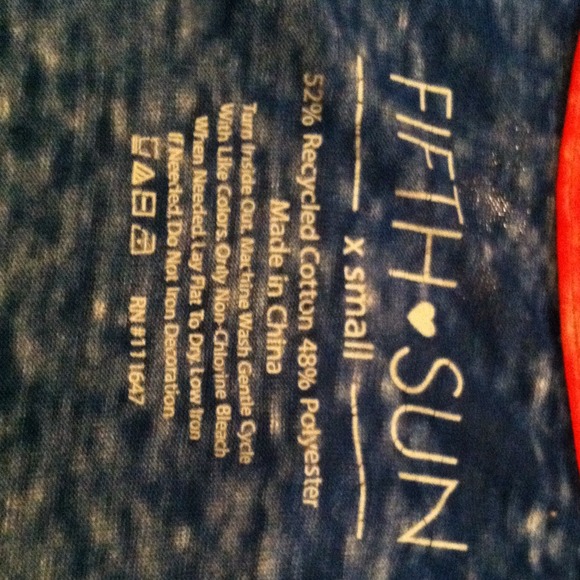 FIFTH ♥ SUN
x small
52% Recycled Cotton 48% Polyester
Made in China
Turn Inside Out. Machine Wash Gentle Cycle
With Like Colors. Only Non-Chlorine Bleach
When Needed. Lay Flat To Dry. Low Iron
If Needed. Do Not Iron Decoration.
RN#111647